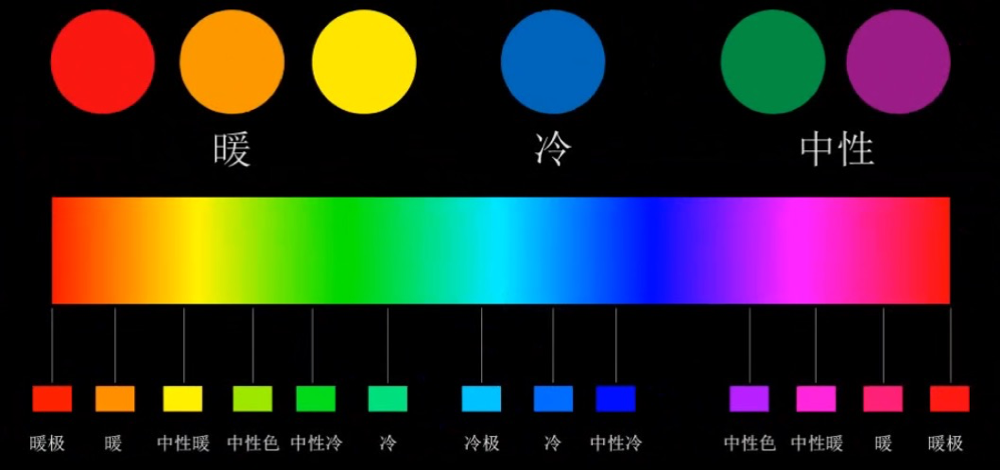 暖 冷 中性
暖极 暖 中性暖 中性色 中性冷 冷 冷极 冷 中性冷 中性色 中性暖 暖 暖极